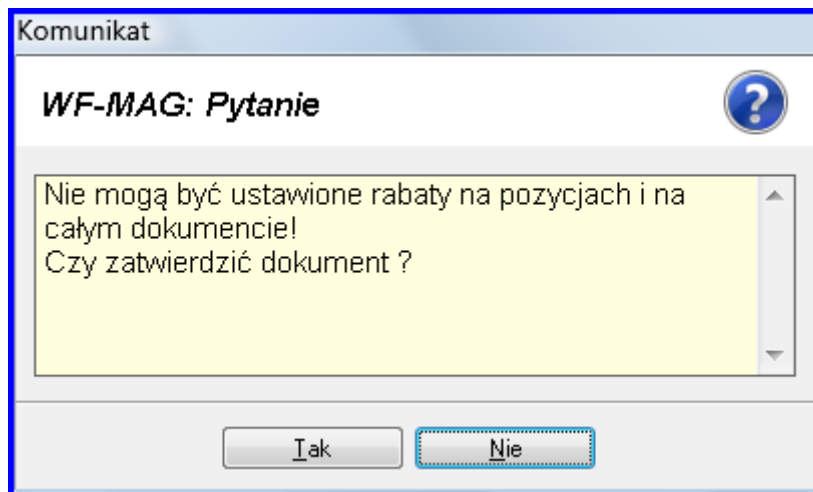 Komunikat
WF-MAG: Pytanie
Nie mogą być ustawione rabaty na pozycjach i na
całym dokumencie!
Czy zatwierdzić dokument ?
Tak
Nie